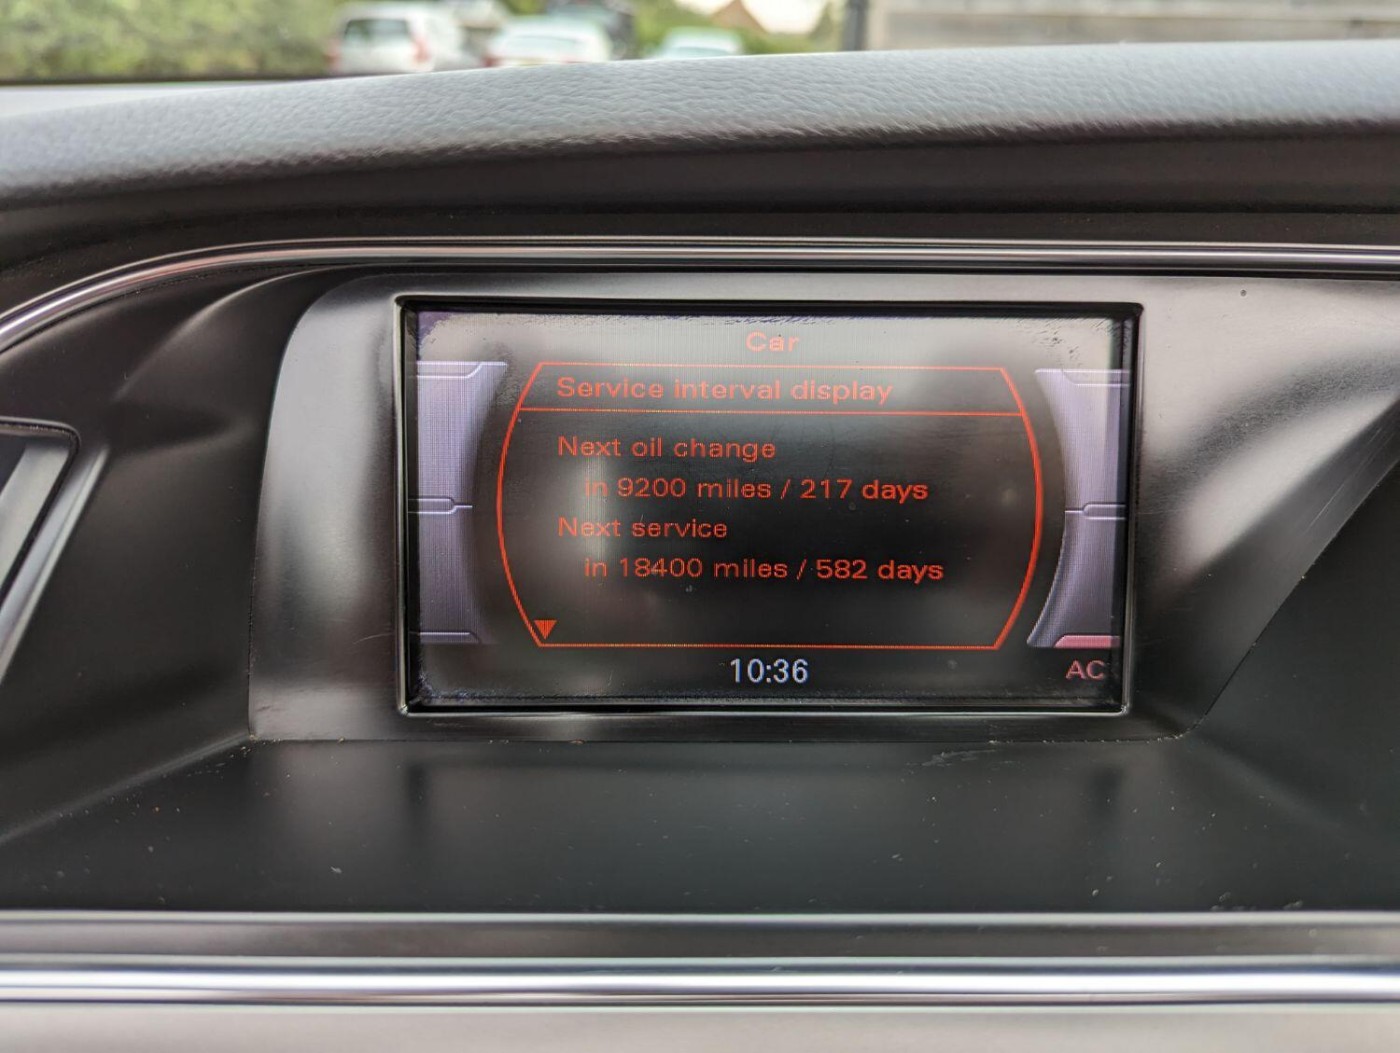 Car
Service interval display
Next oil change
in 9200 miles / 217 days
Next service
in 18400 miles / 582 days
10:36
AC